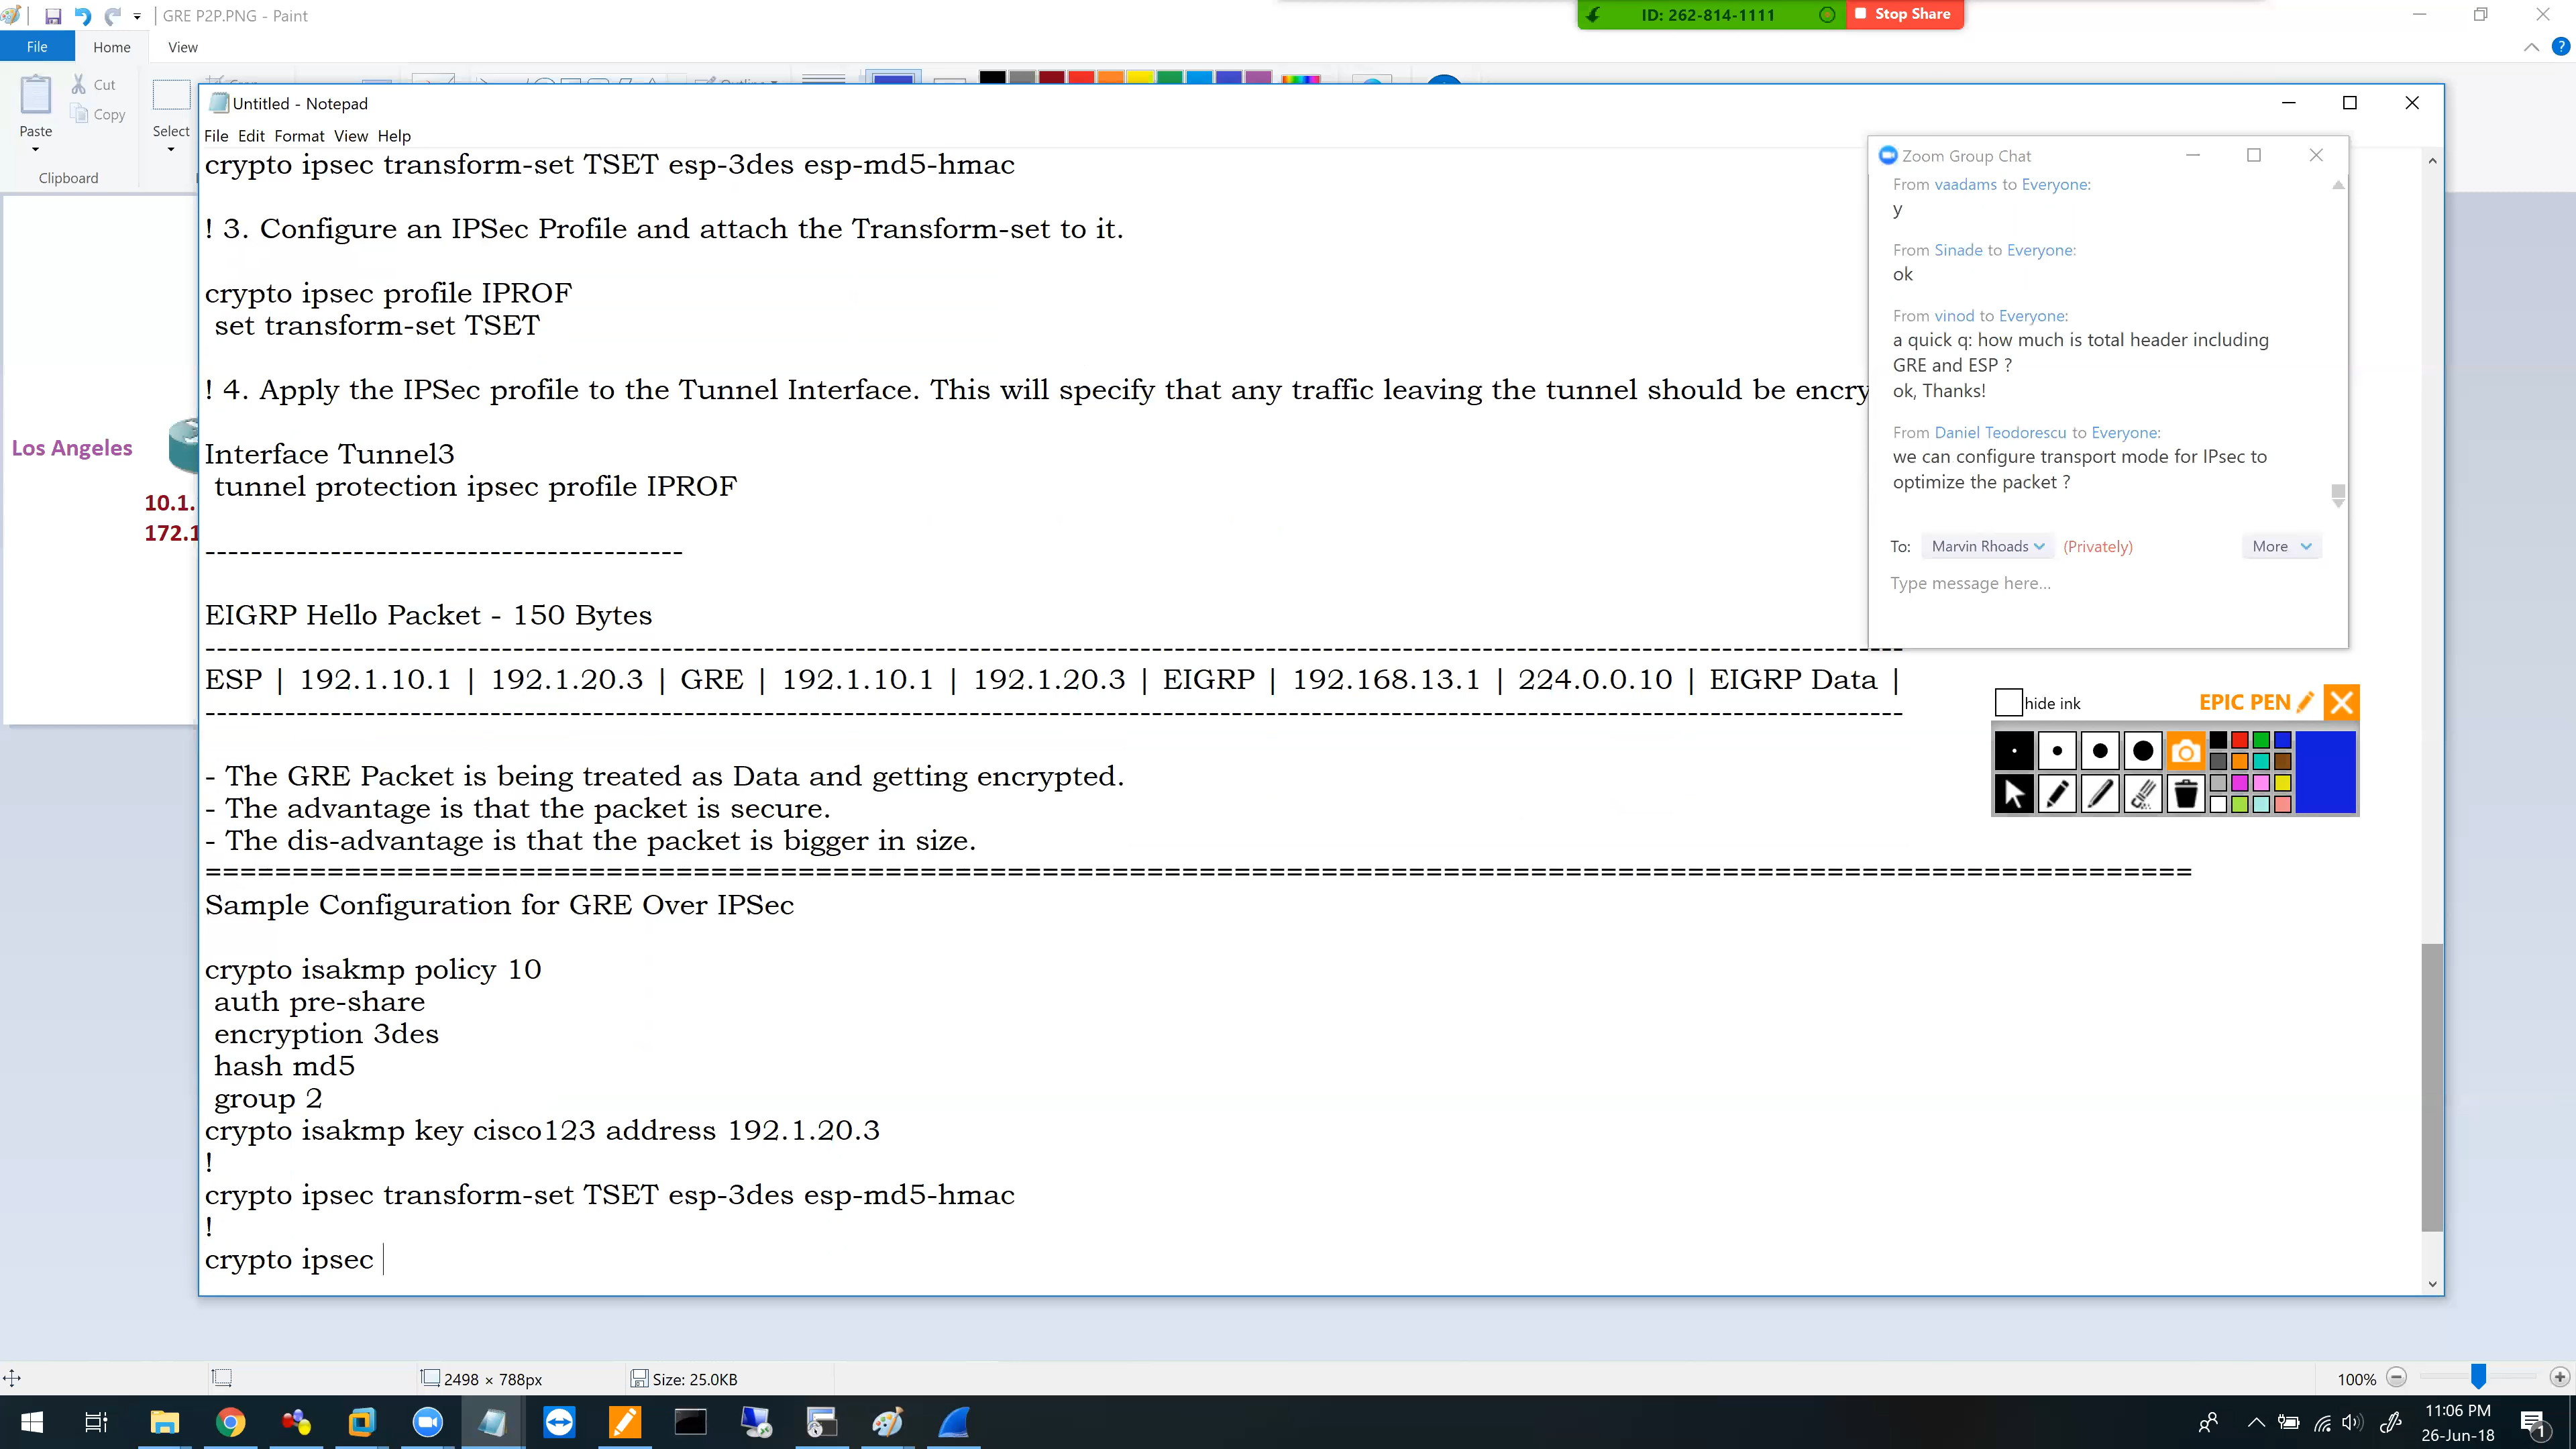 GRE P2P.PNG - Paint
ID: 262-814-1111
Stop Share
File
Home
View
Cut
Copy
Paste
Select
Clipboard
Untitled - Notepad
File Edit Format View Help
crypto ipsec transform-set TSET esp-3des esp-md5-hmac
! 3. Configure an IPSec Profile and attach the Transform-set to it.
crypto ipsec profile IPROF
set transform-set TSET
! 4. Apply the IPSec profile to the Tunnel Interface. This will specify that any traffic leaving the tunnel should be encry
Interface Tunnel3
tunnel protection ipsec profile IPROF
-----------------------------------------
EIGRP Hello Packet - 150 Bytes
ESP | 192.1.10.1 | 192.1.20.3 | GRE | 192.1.10.1 | 192.1.20.3 | EIGRP | 192.168.13.1 | 224.0.0.10 | EIGRP Data |
- The GRE Packet is being treated as Data and getting encrypted.
- The advantage is that the packet is secure.
- The dis-advantage is that the packet is bigger in size.
Sample Configuration for GRE Over IPSec
crypto isakmp policy 10
auth pre-share
encryption 3des
hash md5
group 2
crypto isakmp key cisco123 address 192.1.20.3
!
crypto ipsec transform-set TSET esp-3des esp-md5-hmac
!
crypto ipsec
Los Angeles
10.1.
172.1
Zoom Group Chat
From vaadams to Everyone:
y
From Sinade to Everyone:
ok
From vinod to Everyone:
a quick q: how much is total header including
GRE and ESP ?
ok, Thanks!
From Daniel Teodorescu to Everyone:
we can configure transport mode for IPsec to
optimize the packet ?
To: Marvin Rhoads (Privately) More
Type message here...
hide ink
EPIC PEN
2498 × 788px
Size: 25.0KB
100%
11:06 PM
26-Jun-18
1